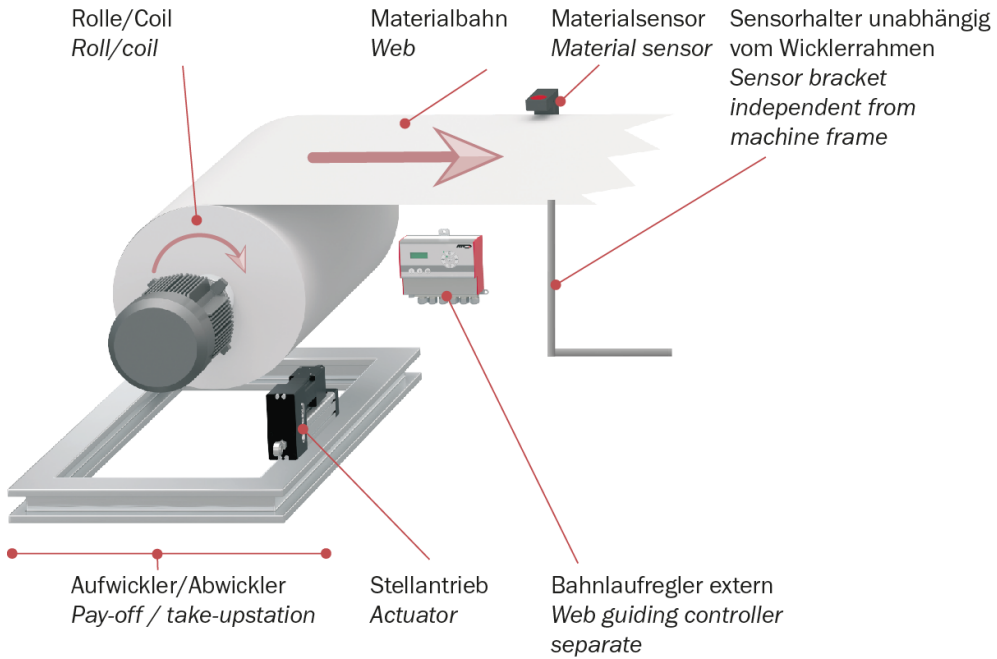 Rolle/Coil
Roll/coil
Materialbahn
Web
Materialsensor
Material sensor
Sensorhalter unabhängig
vom Wicklerrahmen
Sensor bracket
independent from
machine frame
Aufwickler/Abwickler
Pay-off / take-upstation
Stellantrieb
Actuator
Bahnlaufregler extern
Web guiding controller
separate